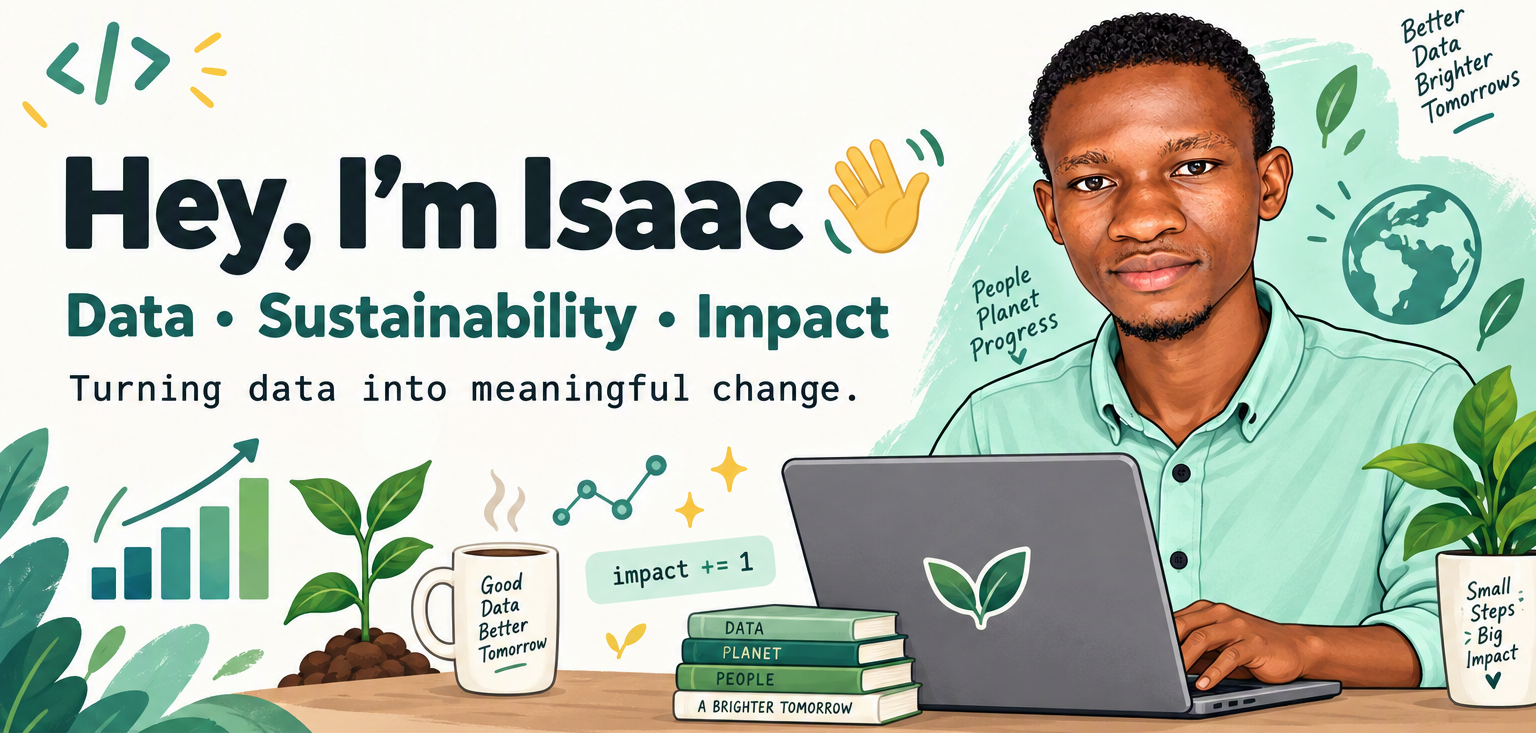 </>
Hey, I'm Isaac
Data • Sustainability • Impact
Turning data into meaningful change.
Better
Data
Brighter
Tomorrows
People
Planet
Progress
Good
Data
Better
Tomorrow
impact += 1
DATA
PLANET
PEOPLE
A BRIGHTER TOMORROW
Small
Steps
Big
Impact